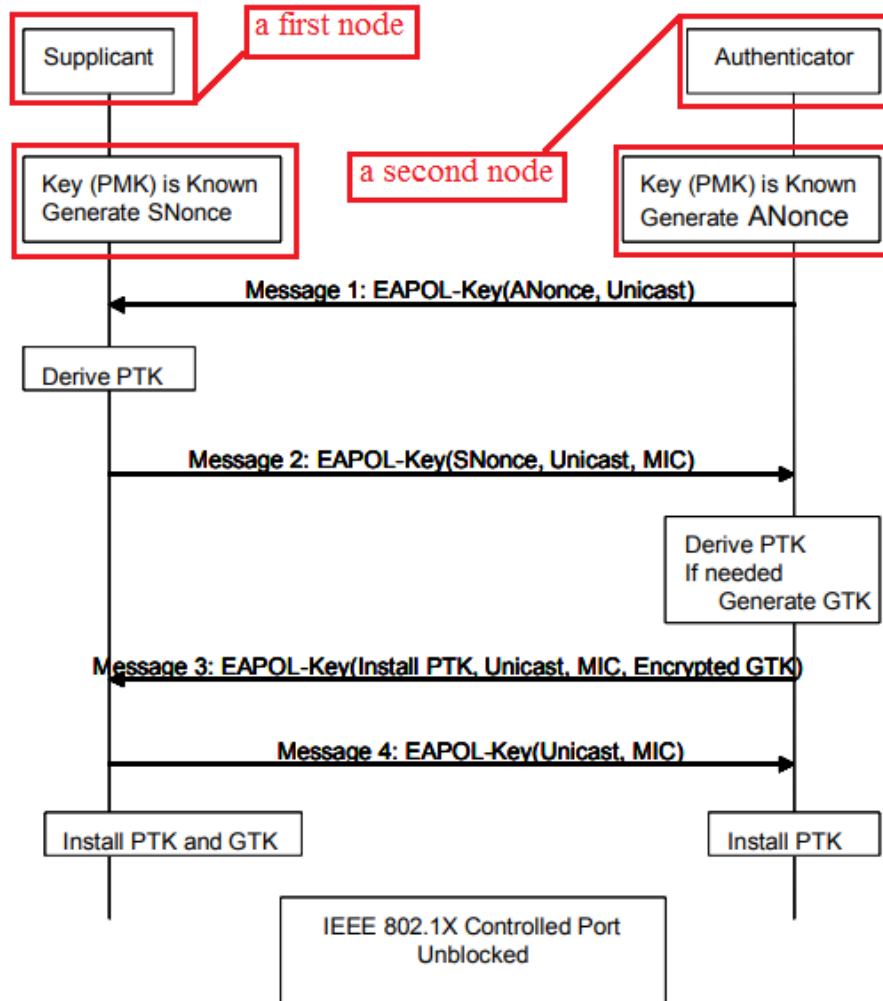 a first node
Supplicant
Authenticator
a second node
Key (PMK) is Known
Generate SNonce
Key (PMK) is Known
Generate ANonce
Message 1: EAPOL-Key(ANonce, Unicast)
Derive PTK
Message 2: EAPOL-Key(SNonce, Unicast, MIC)
Derive PTK
If needed
Generate GTK
Message 3: EAPOL-Key(Install PTK, Unicast, MIC, Encrypted GTK)
Message 4: EAPOL-Key(Unicast, MIC)
Install PTK and GTK
Install PTK
IEEE 802.1X Controlled Port
Unblocked